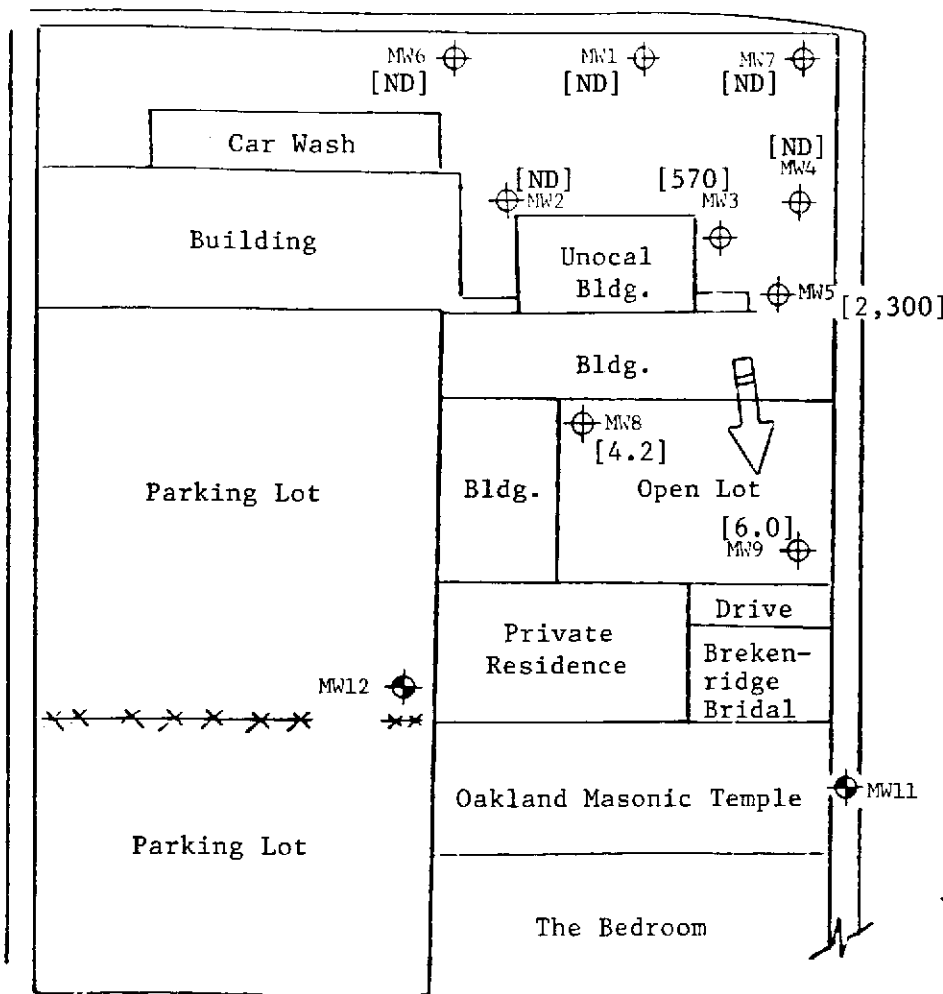 MW6
[ND]
MW1
[ND]
MW7
[ND]
Car Wash
[ND]
MW4
[ND]
MW2
[570]
MW3
Building
Unocal
Bldg.
MW5
[2,300]
Bldg.
MW8
[4.2]
Parking Lot
Bldg.
Open Lot
[6.0]
MW9
Private
Residence
Drive
Breken-
ridge
Bridal
MW12
Oakland Masonic Temple
MW11
Parking Lot
The Bedroom